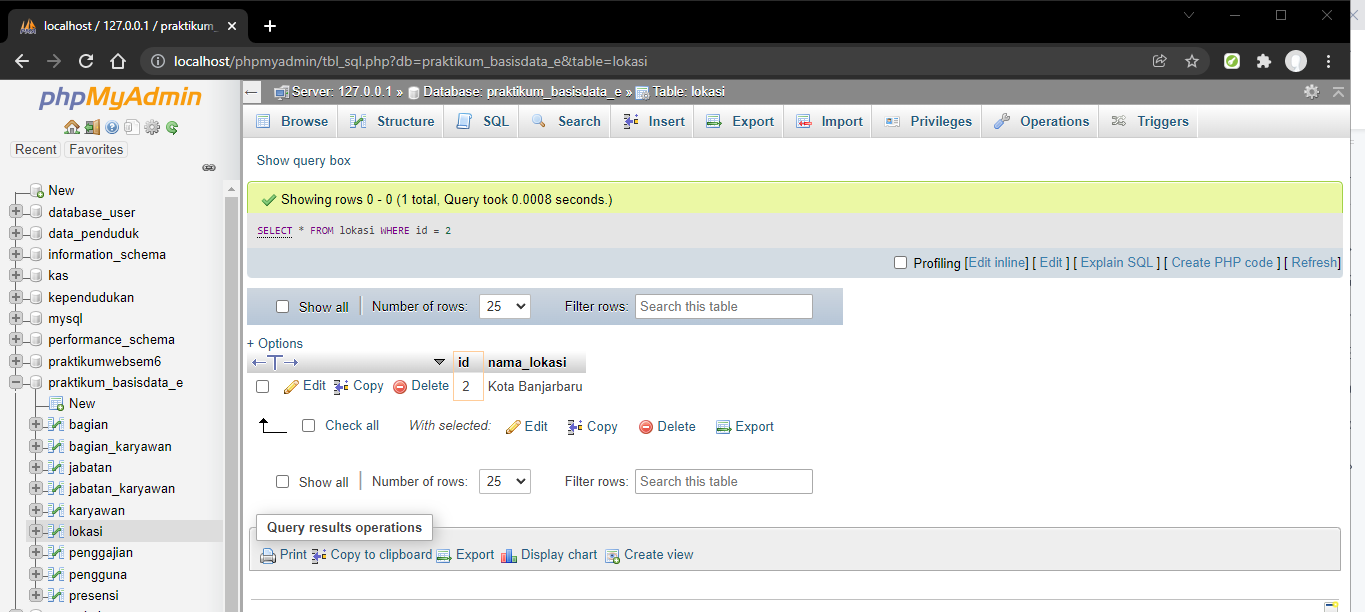 localhost / 127.0.0.1 / praktikum_
localhost/phpmyadmin/tbl_sql.php?db=praktikum_basisdata_e&table=lokasi
phpMyAdmin
Recent Favorites
New
database_user
data_penduduk
information_schema
kas
kependudukan
mysql
performance_schema
praktikumwebsem6
praktikum_basisdata_e
New
bagian
bagian_karyawan
jabatan
jabatan_karyawan
karyawan
lokasi
penggajian
pengguna
presensi
Server: 127.0.0.1 » Database: praktikum_basisdata_e » Table: lokasi
Browse Structure SQL Search Insert Export Import Privileges Operations Triggers
Show query box
Showing rows 0 - 0 (1 total, Query took 0.0008 seconds.)
SELECT * FROM lokasi WHERE id = 2
Profiling [Edit inline] [ Edit ] [ Explain SQL ] [ Create PHP code ] [ Refresh]
Show all Number of rows: 25 Filter rows: Search this table
+ Options
id nama_lokasi
Edit Copy Delete 2 Kota Banjarbaru
Check all With selected: Edit Copy Delete Export
Show all Number of rows: 25 Filter rows: Search this table
Query results operations
Print Copy to clipboard Export Display chart Create view